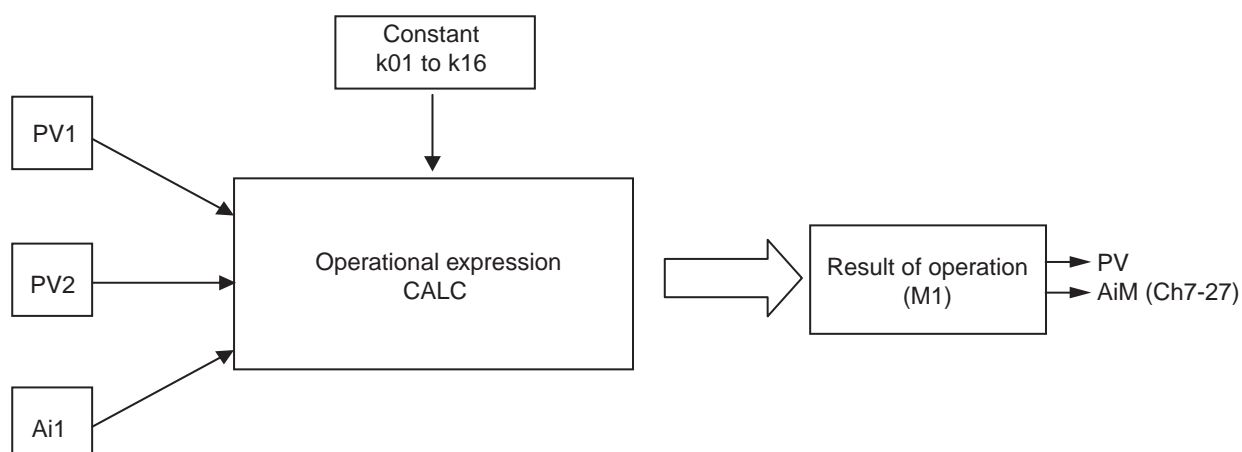 Constant
k01 to k16
PV1
PV2
Ai1
Operational expression
CALC
Result of operation
(M1)
PV
AiM (Ch7-27)